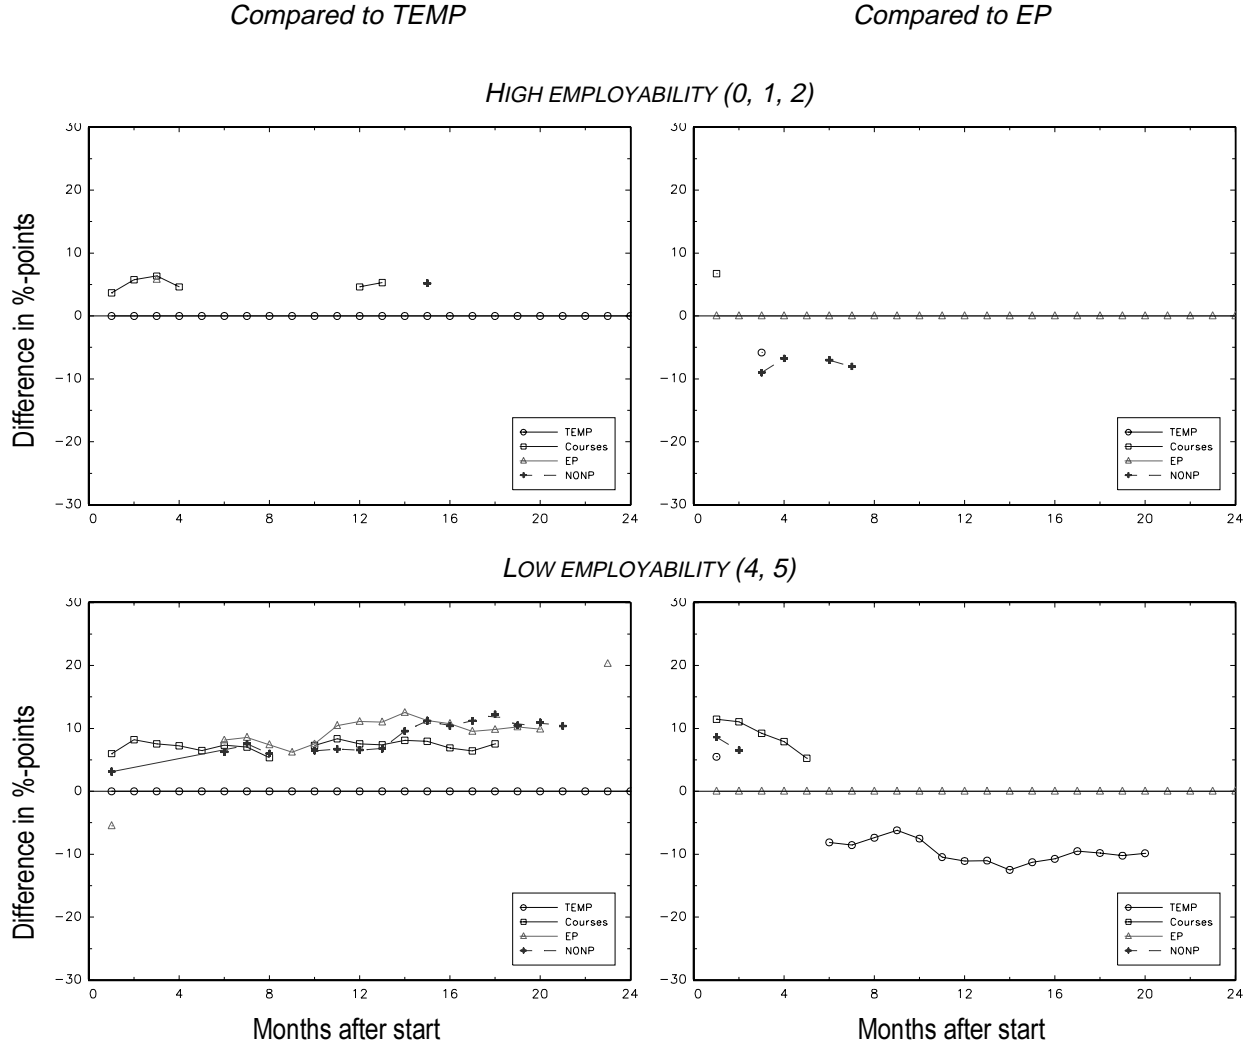 Compared to TEMP
Compared to EP
HIGH EMPLOYABILITY (0, 1, 2)
Difference in %-points
30
20
10
0
−10
−20
−30
0 4 8 12 16 20 24
TEMP
Courses
EP
NONP
30
20
10
0
−10
−20
−30
0 4 8 12 16 20 24
TEMP
Courses
EP
NONP
LOW EMPLOYABILITY (4, 5)
Difference in %-points
30
20
10
0
−10
−20
−30
0 4 8 12 16 20 24
TEMP
Courses
EP
NONP
Months after start
30
20
10
0
−10
−20
−30
0 4 8 12 16 20 24
TEMP
Courses
EP
NONP
Months after start